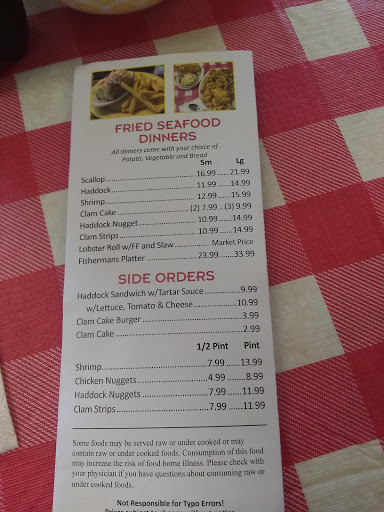 FRIED SEAFOOD
DINNERS
All dinners come with your choice of
Potato, Vegetable and Bread
Sm Lg
Scallop 16.99 21.99
Haddock 11.99 14.99
Shrimp 12.99 15.99
Clam Cake (2) 7.99 (3) 9.99
Haddock Nugget 10.99 14.99
Clam Strips 10.99 14.99
Lobster Roll w/FF and Slaw Market Price
Fishermans Platter 23.99 33.99
SIDE ORDERS
Haddock Sandwich w/Tartar Sauce 9.99
w/Lettuce, Tomato & Cheese 10.99
Clam Cake Burger 3.99
Clam Cake 2.99
1/2 Pint Pint
Shrimp 7.99 13.99
Chicken Nuggets 4.99 8.99
Haddock Nuggets 7.99 11.99
Clam Strips 7.99 11.99
Some foods may be served raw or under cooked or may
contain raw or under cooked foods. Consumption of this food
may increase the risk of food borne illness. Please check with
your physician if you have questions about consuming raw or
under cooked foods.
Not Responsible for Typo Errors!